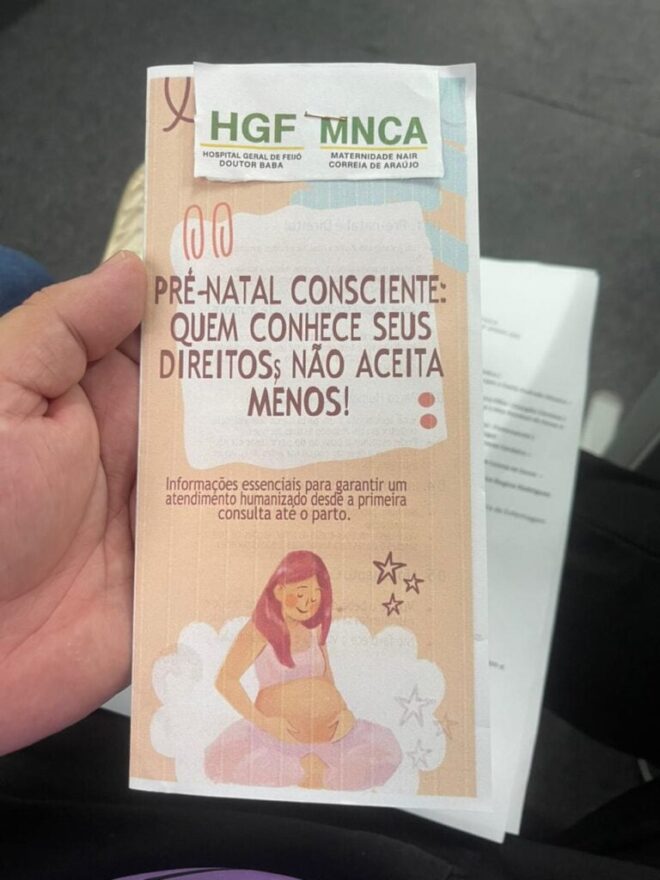 HGF
HOSPITAL GERAL DE FEIJÓ
DOUTOR BABA
MNCA
MATERNIDADE NAIR
CORREIA DE ARAÚJO
PRÉ-NATAL CONSCIENTE:
QUEM CONHECE SEUS
DIREITOS; NÃO ACEITA
MENOS!
Informações essenciais para garantir um
atendimento humanizado desde a primeira
consulta até o parto.